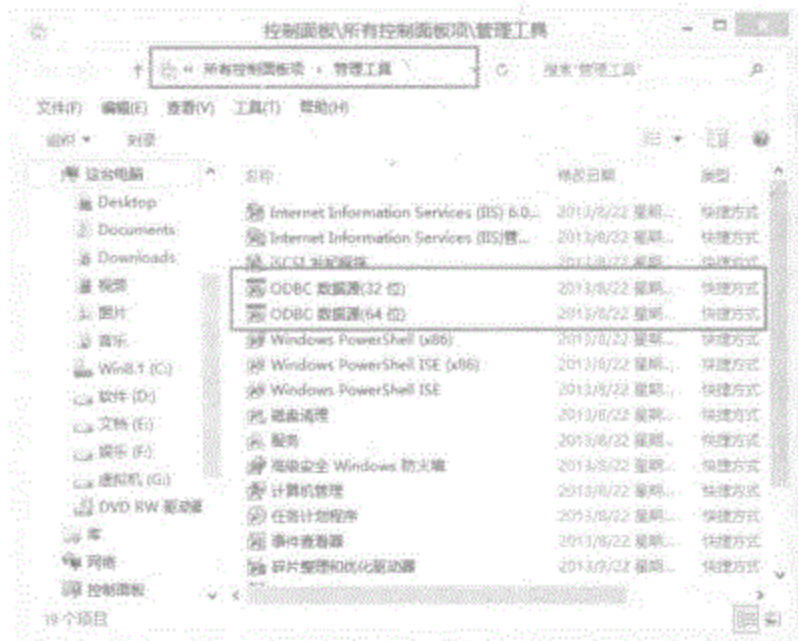 控制面板\所有控制面板项\管理工具
« 所有控制面板项 › 管理工具
搜索"管理工具"
文件(F) 编辑(E) 查看(V) 工具(T) 帮助(H)
组织 刻录
这台电脑
Desktop
Documents
Downloads
视频
图片
音乐
Win8.1 (C:)
软件 (D:)
文档 (E:)
娱乐 (F:)
虚拟机 (G:)
DVD RW 驱动器
库
网络
控制面板
名称 修改日期 类型
Internet Information Services (IIS) 6.0... 2013/8/22 星期... 快捷方式
Internet Information Services (IIS)管... 2013/8/22 星期... 快捷方式
iSCSI 发起程序 2013/8/22 星期... 快捷方式
ODBC 数据源(32 位) 2013/8/22 星期... 快捷方式
ODBC 数据源(64 位) 2013/8/22 星期... 快捷方式
Windows PowerShell (x86) 2013/8/22 星期... 快捷方式
Windows PowerShell ISE (x86) 2013/8/22 星期... 快捷方式
Windows PowerShell ISE 2013/8/22 星期... 快捷方式
磁盘清理 2013/8/22 星期... 快捷方式
服务 2013/8/22 星期... 快捷方式
高级安全 Windows 防火墙 2013/8/22 星期... 快捷方式
计算机管理 2013/8/22 星期... 快捷方式
任务计划程序 2013/8/22 星期... 快捷方式
事件查看器 2013/8/22 星期... 快捷方式
碎片整理和优化驱动器 2013/8/22 星期... 快捷方式
19 个项目